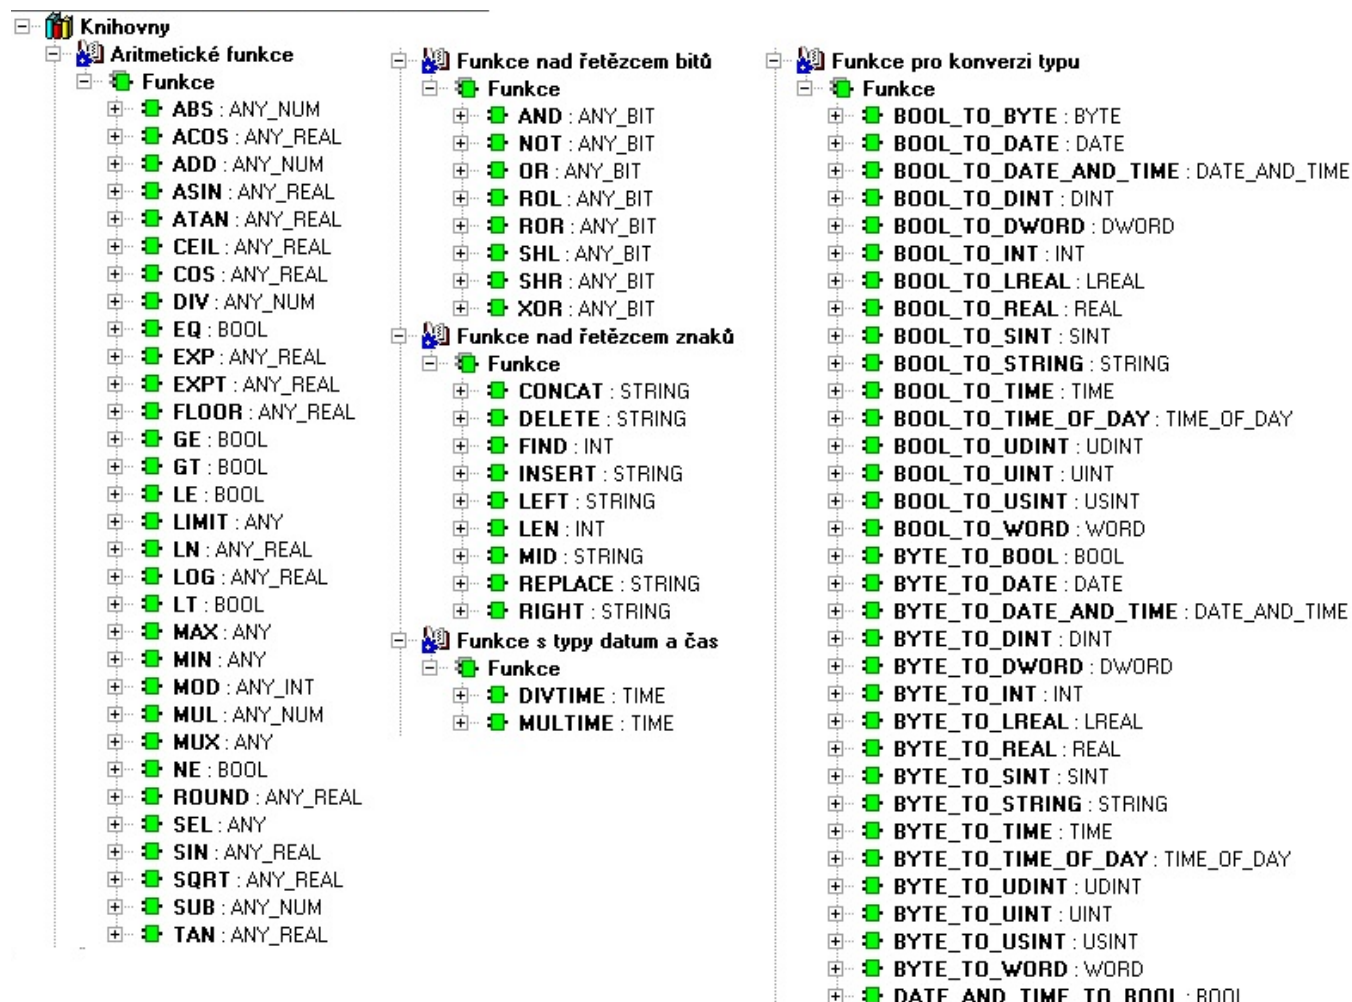 Knihovny
Aritmetické funkce
Funkce
ABS : ANY_NUM
ACOS : ANY_REAL
ADD : ANY_NUM
ASIN : ANY_REAL
ATAN : ANY_REAL
CEIL : ANY_REAL
COS : ANY_REAL
DIV : ANY_NUM
EQ : BOOL
EXP : ANY_REAL
EXPT : ANY_REAL
FLOOR : ANY_REAL
GE : BOOL
GT : BOOL
LE : BOOL
LIMIT : ANY
LN : ANY_REAL
LOG : ANY_REAL
LT : BOOL
MAX : ANY
MIN : ANY
MOD : ANY_INT
MUL : ANY_NUM
MUX : ANY
NE : BOOL
ROUND : ANY_REAL
SEL : ANY
SIN : ANY_REAL
SQRT : ANY_REAL
SUB : ANY_NUM
TAN : ANY_REAL
Funkce nad řetězcem bitů
Funkce
AND : ANY_BIT
NOT : ANY_BIT
OR : ANY_BIT
ROL : ANY_BIT
ROR : ANY_BIT
SHL : ANY_BIT
SHR : ANY_BIT
XOR : ANY_BIT
Funkce nad řetězcem znaků
Funkce
CONCAT : STRING
DELETE : STRING
FIND : INT
INSERT : STRING
LEFT : STRING
LEN : INT
MID : STRING
REPLACE : STRING
RIGHT : STRING
Funkce s typy datum a čas
Funkce
DIVTIME : TIME
MULTIME : TIME
Funkce pro konverzi typu
Funkce
BOOL_TO_BYTE : BYTE
BOOL_TO_DATE : DATE
BOOL_TO_DATE_AND_TIME : DATE_AND_TIME
BOOL_TO_DINT : DINT
BOOL_TO_DWORD : DWORD
BOOL_TO_INT : INT
BOOL_TO_LREAL : LREAL
BOOL_TO_REAL : REAL
BOOL_TO_SINT : SINT
BOOL_TO_STRING : STRING
BOOL_TO_TIME : TIME
BOOL_TO_TIME_OF_DAY : TIME_OF_DAY
BOOL_TO_UDINT : UDINT
BOOL_TO_UINT : UINT
BOOL_TO_USINT : USINT
BOOL_TO_WORD : WORD
BYTE_TO_BOOL : BOOL
BYTE_TO_DATE : DATE
BYTE_TO_DATE_AND_TIME : DATE_AND_TIME
BYTE_TO_DINT : DINT
BYTE_TO_DWORD : DWORD
BYTE_TO_INT : INT
BYTE_TO_LREAL : LREAL
BYTE_TO_REAL : REAL
BYTE_TO_SINT : SINT
BYTE_TO_STRING : STRING
BYTE_TO_TIME : TIME
BYTE_TO_TIME_OF_DAY : TIME_OF_DAY
BYTE_TO_UDINT : UDINT
BYTE_TO_UINT : UINT
BYTE_TO_USINT : USINT
BYTE_TO_WORD : WORD
DATE_AND_TIME_TO_BOOL : BOOL